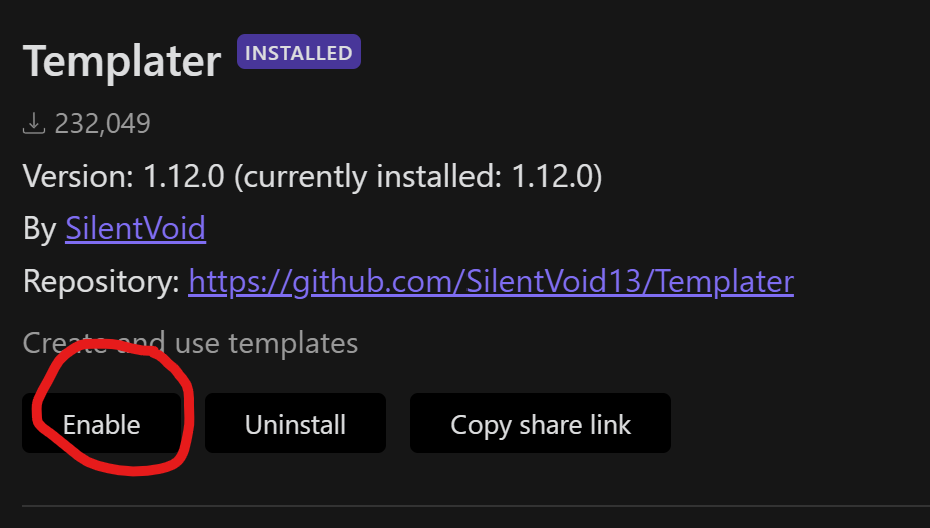 Templater INSTALLED
232,049
Version: 1.12.0 (currently installed: 1.12.0)
By SilentVoid
Repository: https://github.com/SilentVoid13/Templater
Create and use templates
Enable Uninstall Copy share link